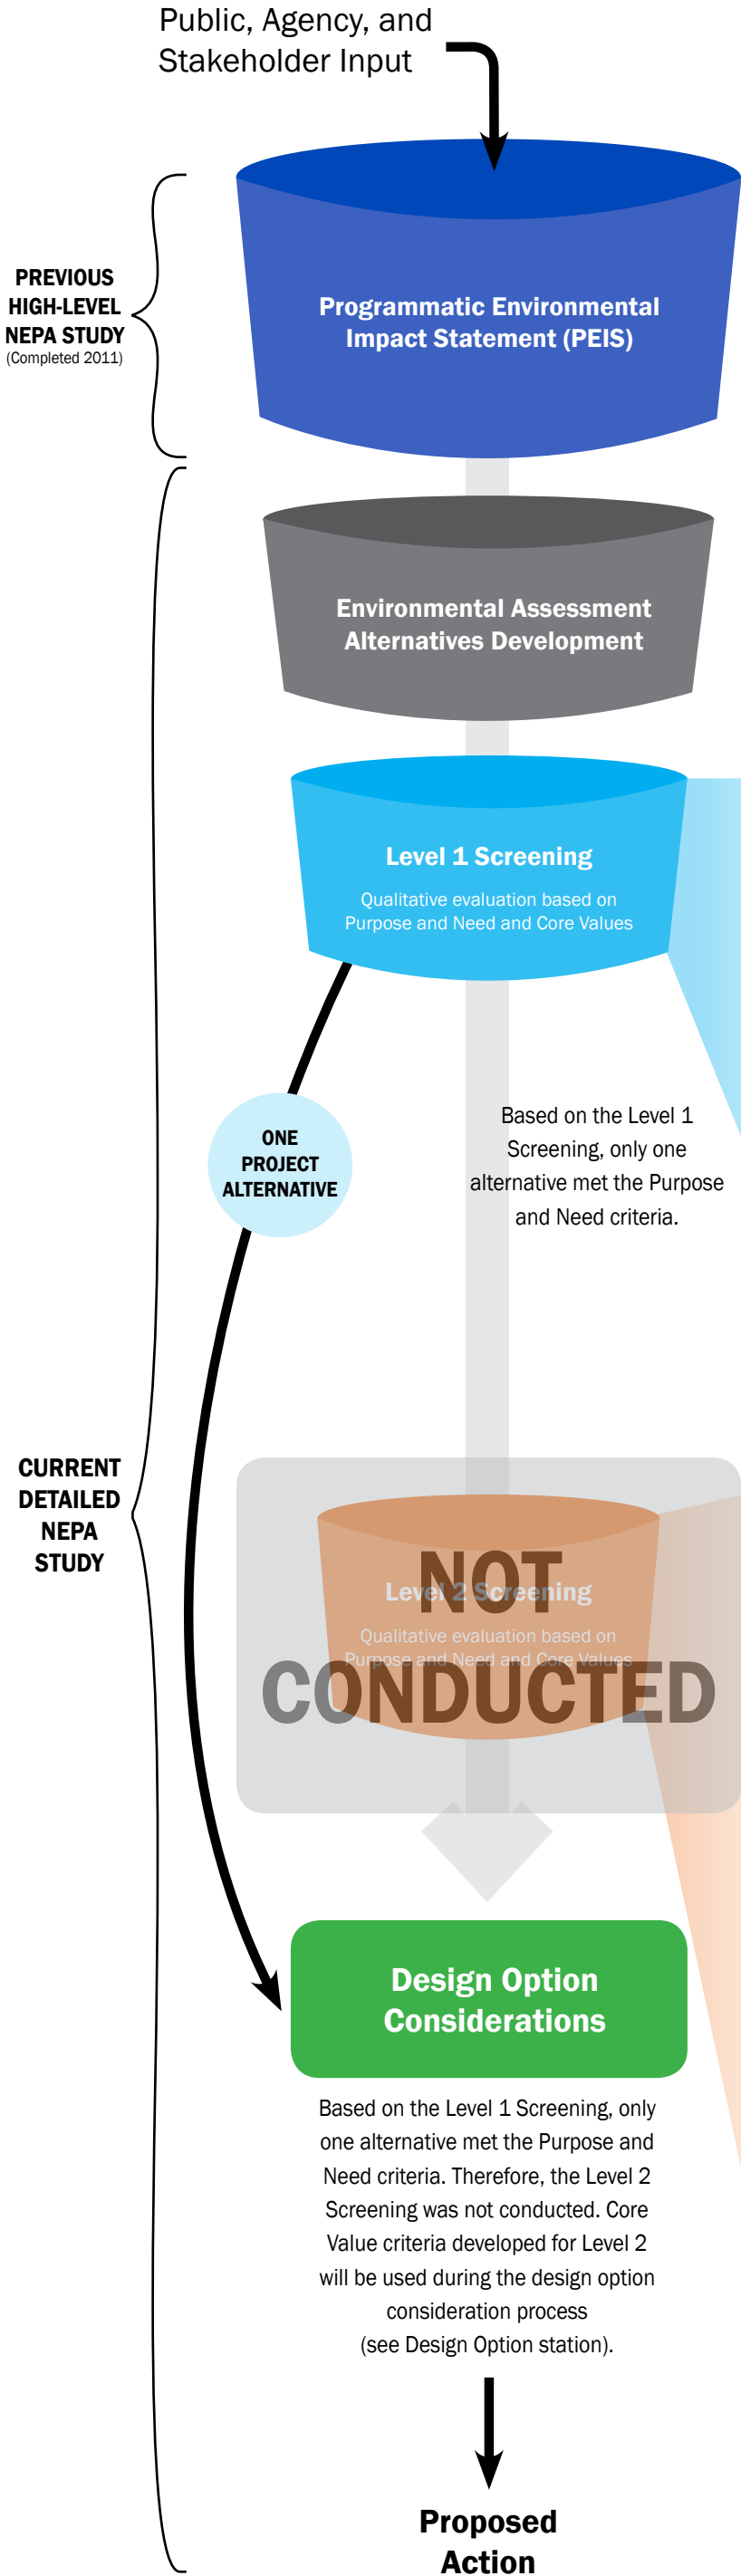 Public, Agency, and
Stakeholder Input
PREVIOUS
HIGH-LEVEL
NEPA STUDY
(Completed 2011)
Programmatic Environmental
Impact Statement (PEIS)
Environmental Assessment
Alternatives Development
Level 1 Screening
Qualitative evaluation based on
Purpose and Need and Core Values
ONE
PROJECT
ALTERNATIVE
Based on the Level 1
Screening, only one
alternative met the Purpose
and Need criteria.
CURRENT
DETAILED
NEPA
STUDY
Level 2 Screening
Qualitative evaluation based on
Purpose and Need and Core Values
NOT
CONDUCTED
Design Option
Considerations
Based on the Level 1 Screening, only
one alternative met the Purpose and
Need criteria. Therefore, the Level 2
Screening was not conducted. Core
Value criteria developed for Level 2
will be used during the design option
consideration process
(see Design Option station).
Proposed
Action